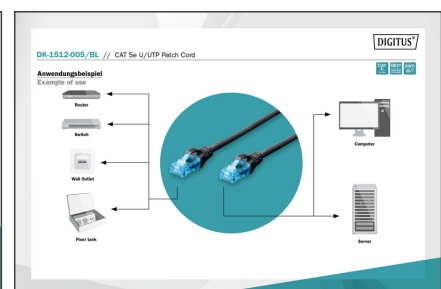 DIGITUS®
DK-1512-005/BL // CAT 5e U/UTP Patch Cord
Anwendungsbeispiel
Example of use
Router
Switch
Wall Outlet
Floor tank
Computer
Server